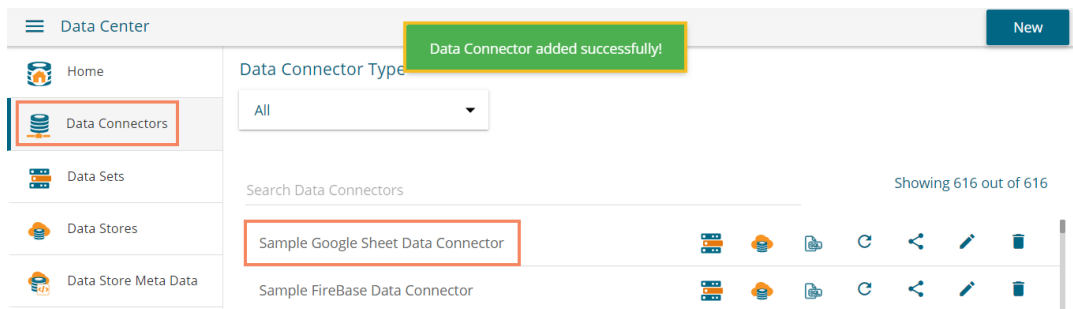 Data Center
Data Connector added successfully!
New
Home
Data Connectors
Data Sets
Data Stores
Data Store Meta Data
Data Connector Type
All
Search Data Connectors
Showing 616 out of 616
Sample Google Sheet Data Connector
Sample FireBase Data Connector